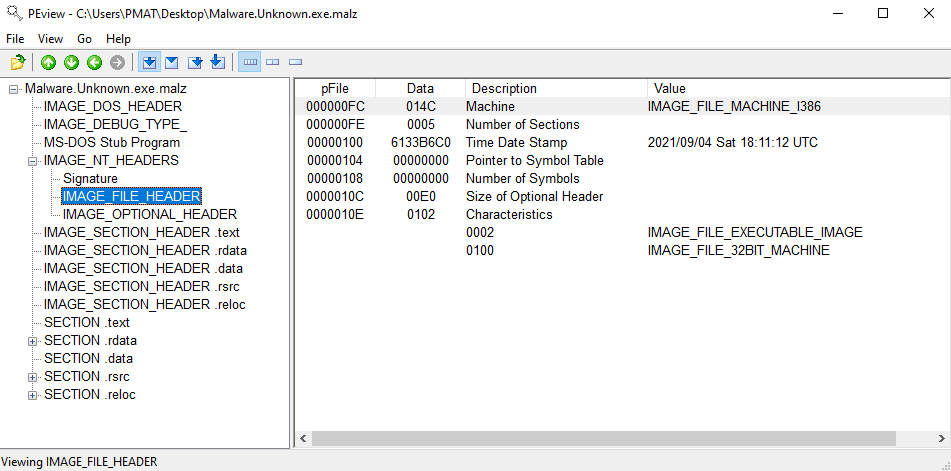 PEview - C:\Users\PMAT\Desktop\Malware.Unknown.exe.malz
File View Go Help
Malware.Unknown.exe.malz
IMAGE_DOS_HEADER
IMAGE_DEBUG_TYPE_
MS-DOS Stub Program
IMAGE_NT_HEADERS
Signature
IMAGE_FILE_HEADER
IMAGE_OPTIONAL_HEADER
IMAGE_SECTION_HEADER .text
IMAGE_SECTION_HEADER .rdata
IMAGE_SECTION_HEADER .data
IMAGE_SECTION_HEADER .rsrc
IMAGE_SECTION_HEADER .reloc
SECTION .text
SECTION .rdata
SECTION .data
SECTION .rsrc
SECTION .reloc
pFile Data Description Value
000000FC 014C Machine IMAGE_FILE_MACHINE_I386
000000FE 0005 Number of Sections
00000100 6133B6C0 Time Date Stamp 2021/09/04 Sat 18:11:12 UTC
00000104 00000000 Pointer to Symbol Table
00000108 00000000 Number of Symbols
0000010C 00E0 Size of Optional Header
0000010E 0102 Characteristics
0002 IMAGE_FILE_EXECUTABLE_IMAGE
0100 IMAGE_FILE_32BIT_MACHINE
Viewing IMAGE_FILE_HEADER